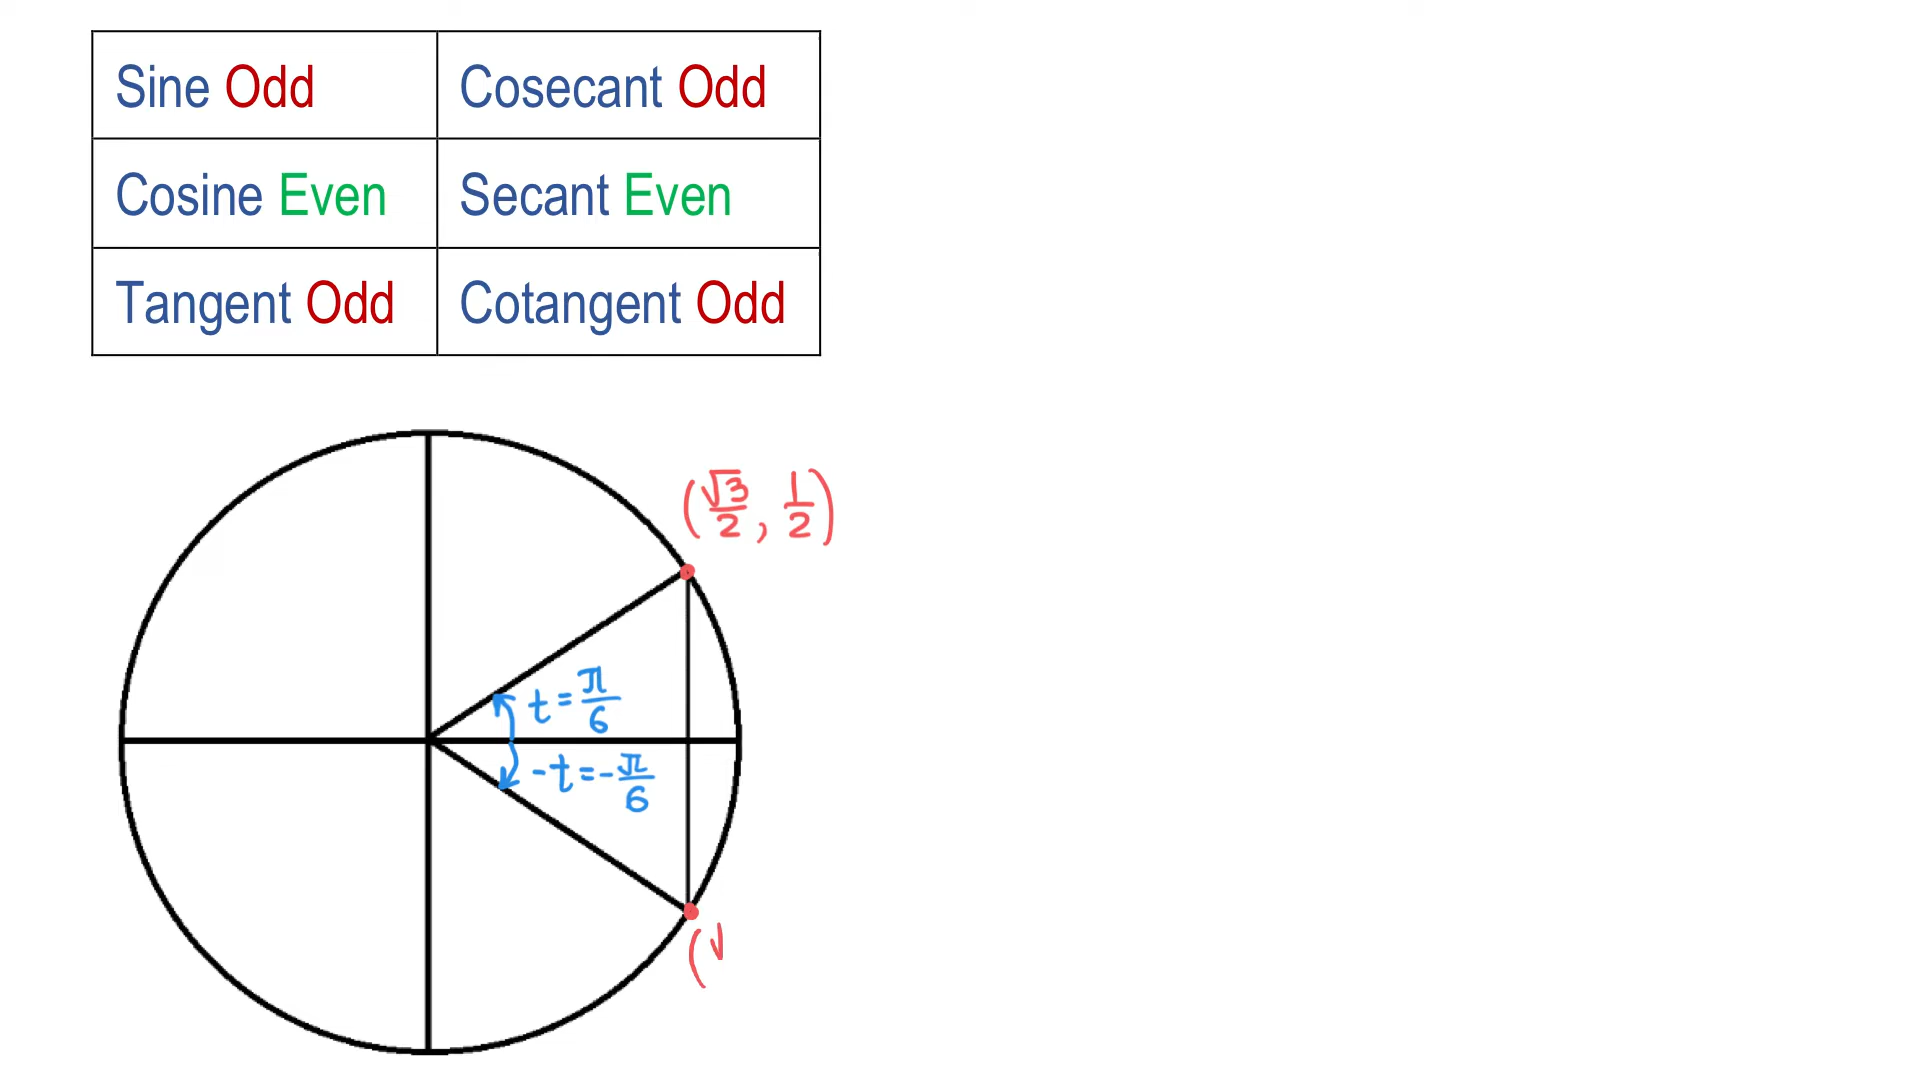 Sine Odd Cosecant Odd
Cosine Even Secant Even
Tangent Odd Cotangent Odd
(√3/2, 1/2)
t = π/6
-t = -π/6
(√